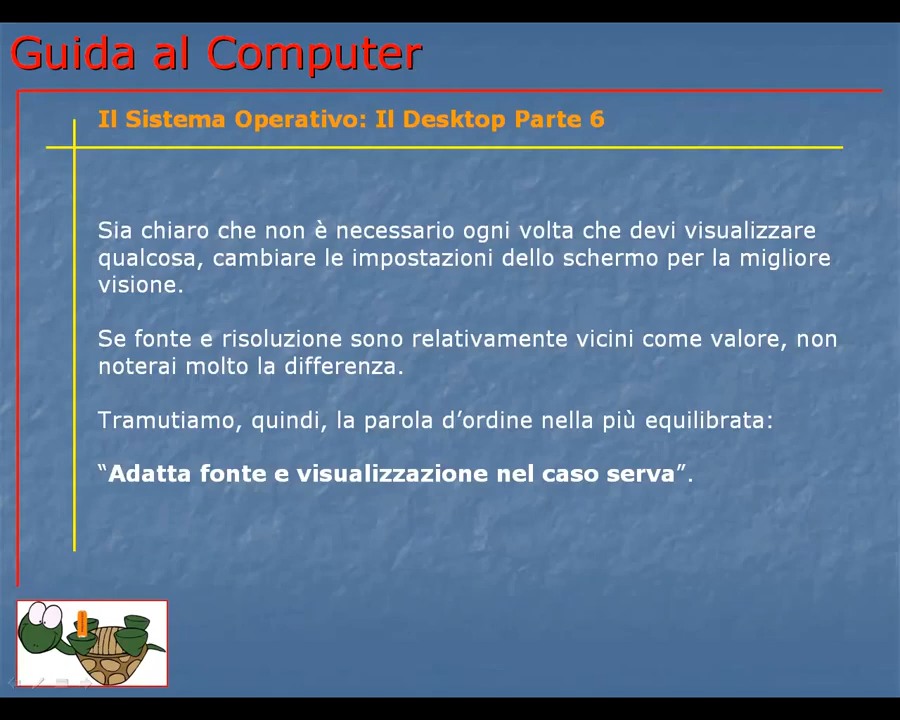 Guida al Computer
Il Sistema Operativo: Il Desktop Parte 6
Sia chiaro che non è necessario ogni volta che devi visualizzare
qualcosa, cambiare le impostazioni dello schermo per la migliore
visione.
Se fonte e risoluzione sono relativamente vicini come valore, non
noterai molto la differenza.
Tramutiamo, quindi, la parola d’ordine nella più equilibrata:
“Adatta fonte e visualizzazione nel caso serva”.